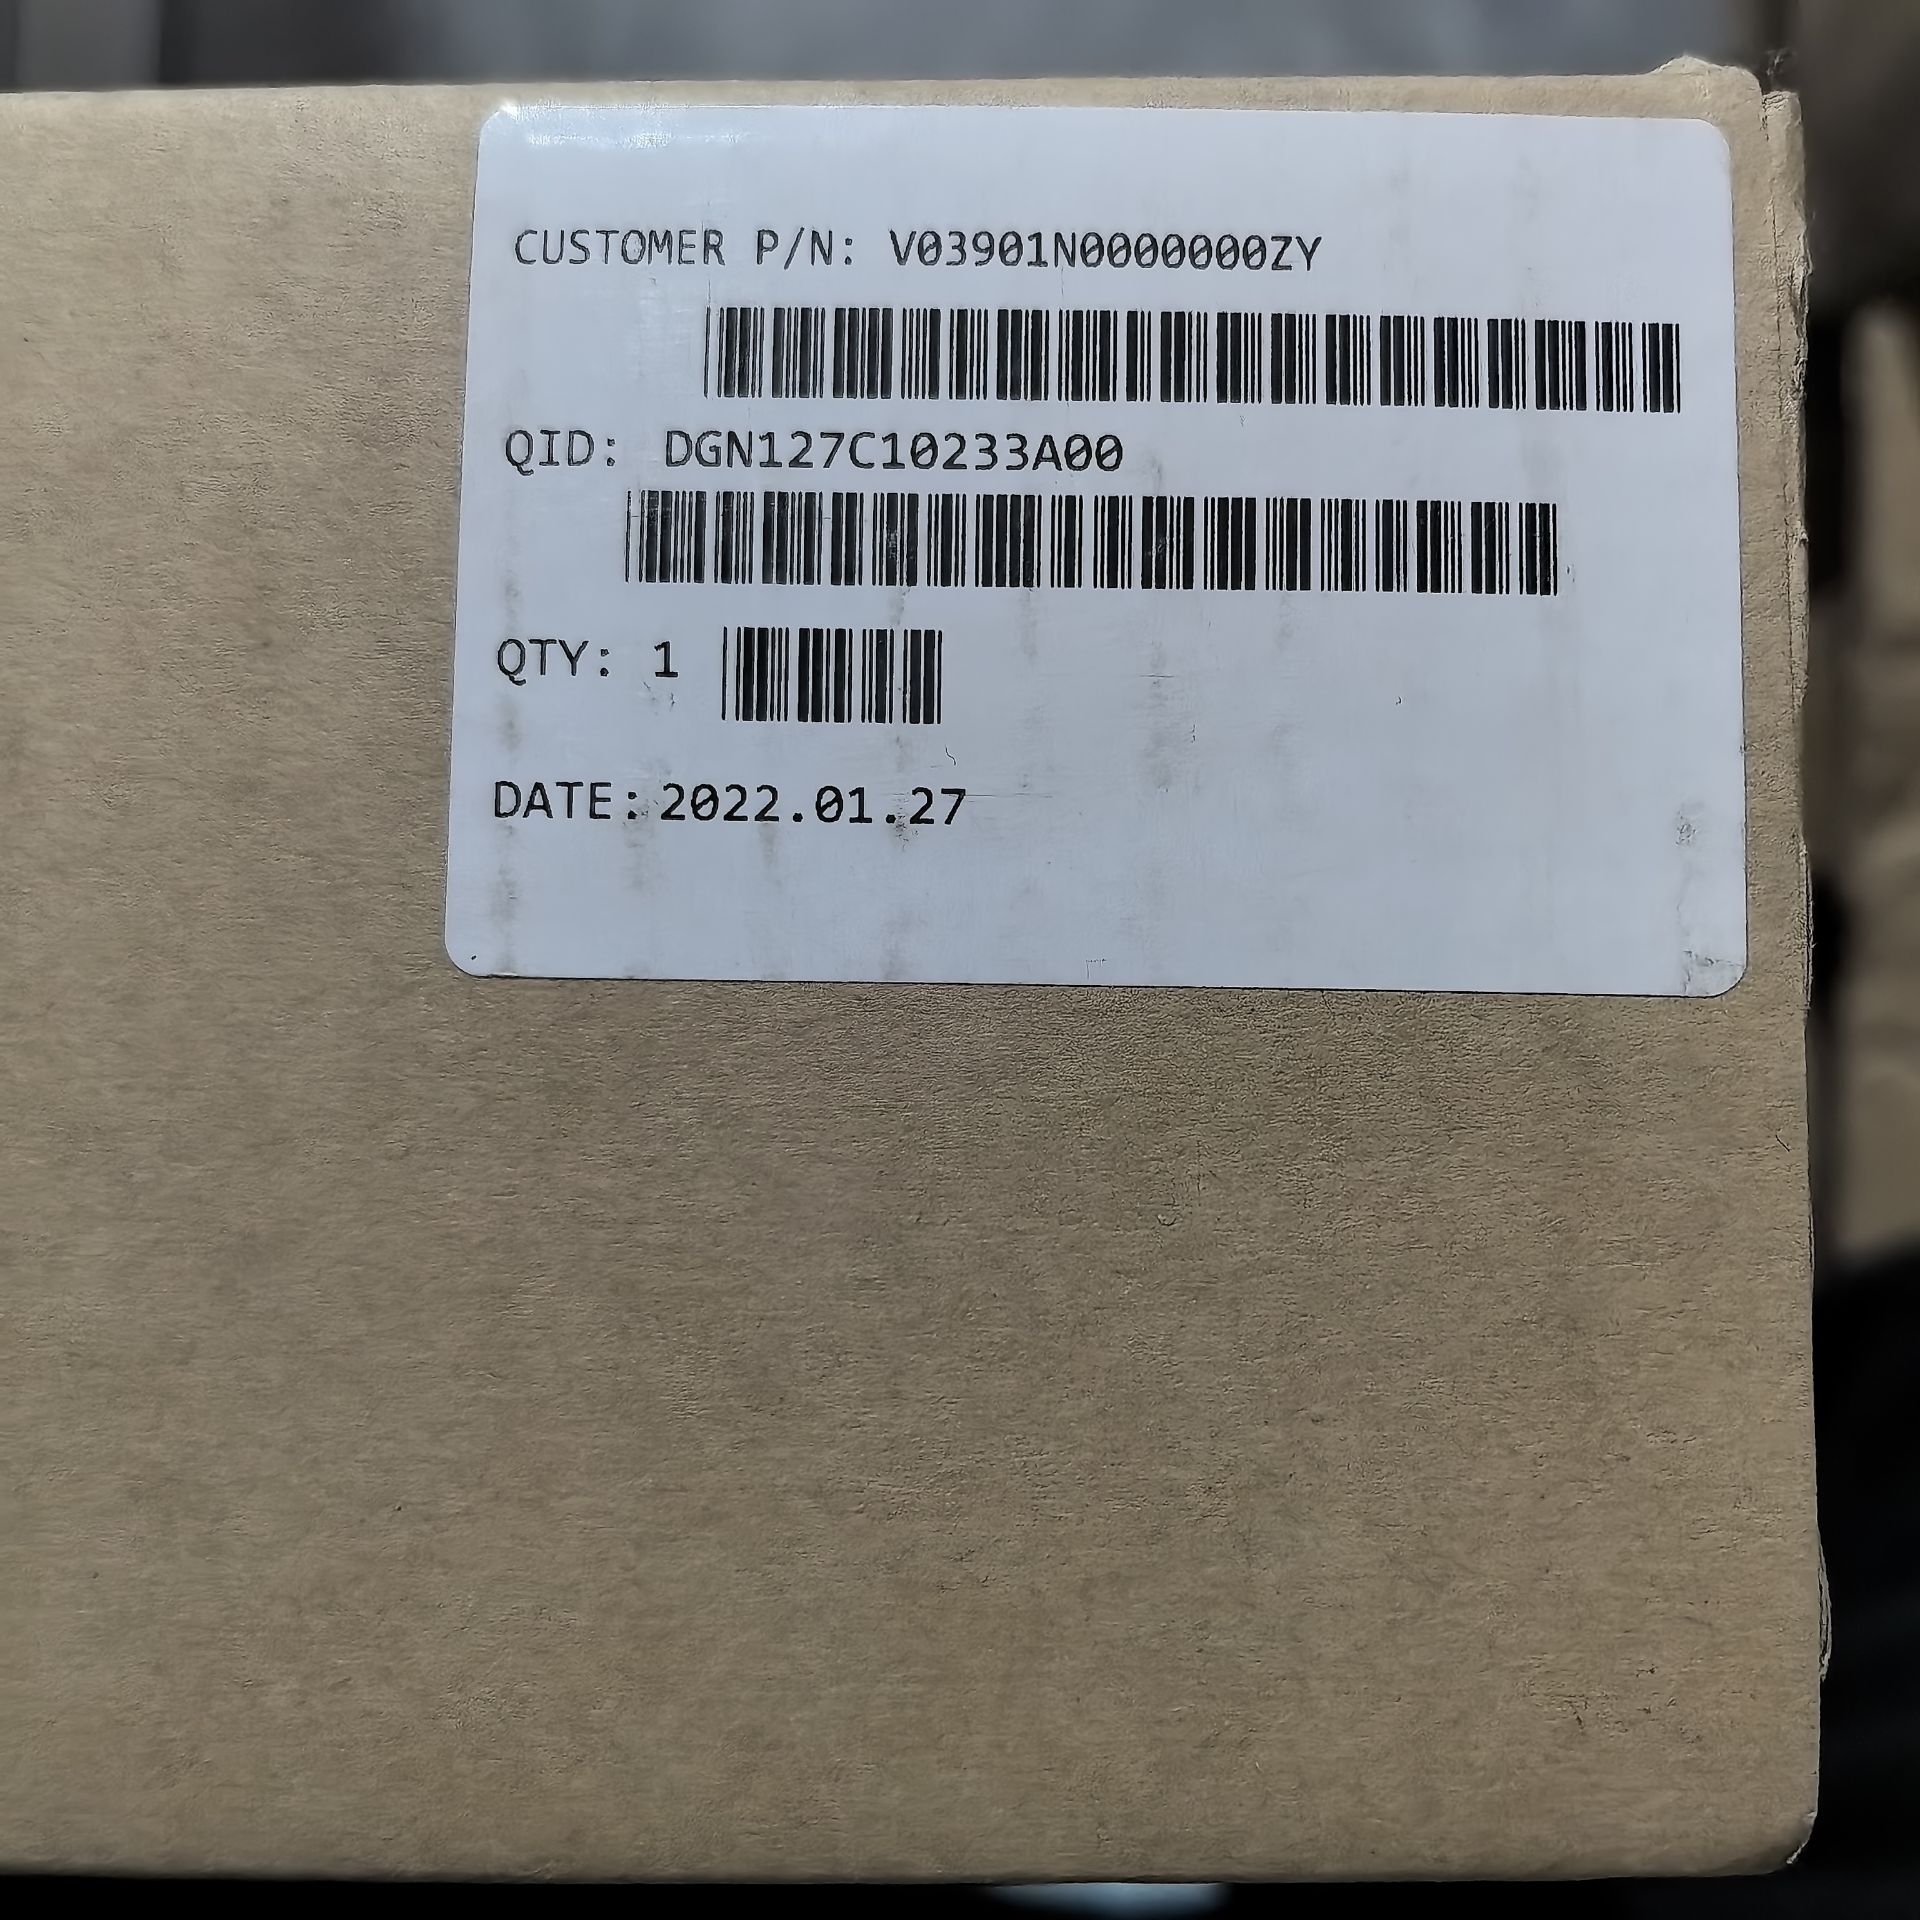 CUSTOMER P/N: V03901N0000000ZY
QID: DGN127C10233A00
QTY: 1
DATE: 2022.01.27